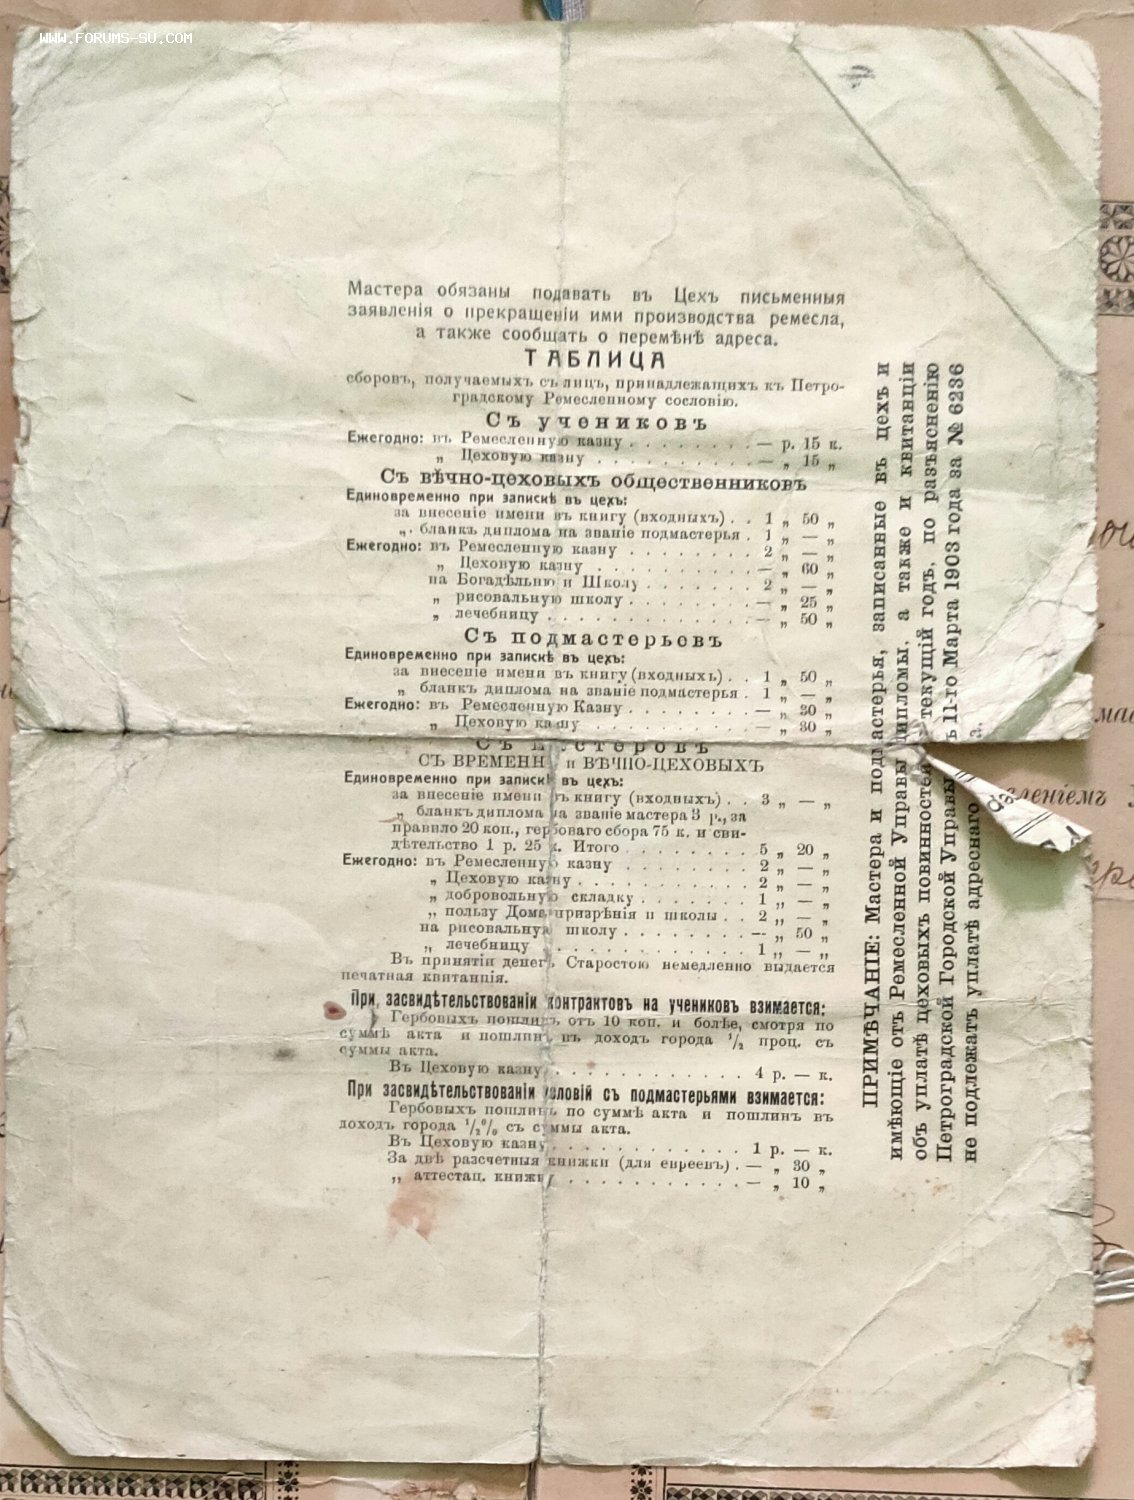 WWW.FORUMS-SU.COM
Мастера обязаны подавать въ Цехъ письменныя
заявленія о прекращеніи ими производства ремесла,
а также сообщать о перемѣнѣ адреса.
ТАБЛИЦА
сборовъ, получаемыхъ съ лицъ, принадлежащихъ къ Петро-
градскому Ремесленному сословію.
Съ учениковъ
Ежегодно: въ Ремесленную казну . . . . . . . . — р. 15 к.
„ Цеховую казну . . . . . . . . . . — „ 15 „
Съ вѣчно-цеховыхъ общественниковъ
Единовременно при запискѣ въ цехъ:
за внесеніе имени въ книгу (входныхъ) . . 1 „ 50 „
„ бланкъ диплома на званіе подмастерья . 1 „ — „
Ежегодно: въ Ремесленную казну . . . . . . . . 2 „ — „
„ Цеховую казну . . . . . . . . . . — „ 60 „
на Богадѣльню и Школу . . . . . . . 2 „ — „
„ рисовальную школу . . . . . . . . — „ 25 „
„ лечебницу . . . . . . . . . . . . . — „ 50 „
Съ подмастерьевъ
Единовременно при запискѣ въ цехъ:
за внесеніе имени въ книгу (входныхъ) . . 1 „ 50 „
„ бланкъ диплома на званіе подмастерья . 1 „ — „
Ежегодно: въ Ремесленную Казну . . . . . . . . — „ 30 „
„ Цеховую казну . . . . . . . . . . — „ 30 „
Съ мастеровъ
СЪ ВРЕМЕНН и ВѢЧНО-ЦЕХОВЫХЪ
Единовременно при запискѣ въ цехъ:
за внесеніе имени въ книгу (входныхъ) . . 3 „ — „
„ бланкъ диплома на званіе мастера 3 р., за
правило 20 коп., гербоваго сбора 75 к. и сви-
дѣтельство 1 р. 25 к. Итого . . . . . . . . 5 „ 20 „
Ежегодно: въ Ремесленную казну . . . . . . . . 2 „ — „
„ Цеховую казну . . . . . . . . . . . 2 „ — „
„ добровольную складку . . . . . . . 1 „ — „
„ пользу Дома призрѣнія и школы . . 2 „ — „
на рисовальную школу . . . . . . . . — „ 50 „
„ лечебницу . . . . . . . . . . . . . 1 „ — „
Въ принятіи денегъ Старостою немедленно выдается
печатная квитанція.
При засвидѣтельствованіи контрактовъ на учениковъ взимается:
Гербовыхъ пошлинъ отъ 10 коп. и болѣе, смотря по
суммѣ акта и пошлинъ въ доходъ города 1/2 проц. съ
суммы акта.
Въ Цеховую казну . . . . . . . . . . . . 4 р. — к.
При засвидѣтельствованіи условій съ подмастерьями взимается:
Гербовыхъ пошлинъ по суммѣ акта и пошлинъ въ
доходъ города 1/2% съ суммы акта.
Въ Цеховую казну . . . . . . . . . . . . 1 р. — к.
За двѣ разсчетныя книжки (для евреевъ) . — „ 30 „
„ аттестац. книжку . . . . . . . . . . . — „ 10 „
ПРИМѢЧАНІЕ: Мастера и подмастерья, записанные въ цехъ и
имѣющіе отъ Ремесленной Управы дипломы, а также и квитанціи
объ уплатѣ цеховыхъ повинностей текущій годъ, по разъясненію
Петроградской Городской Управы ъ 11-го Марта 1903 года за № 6236
не подлежатъ уплатѣ адреснаго а.
леніемъ